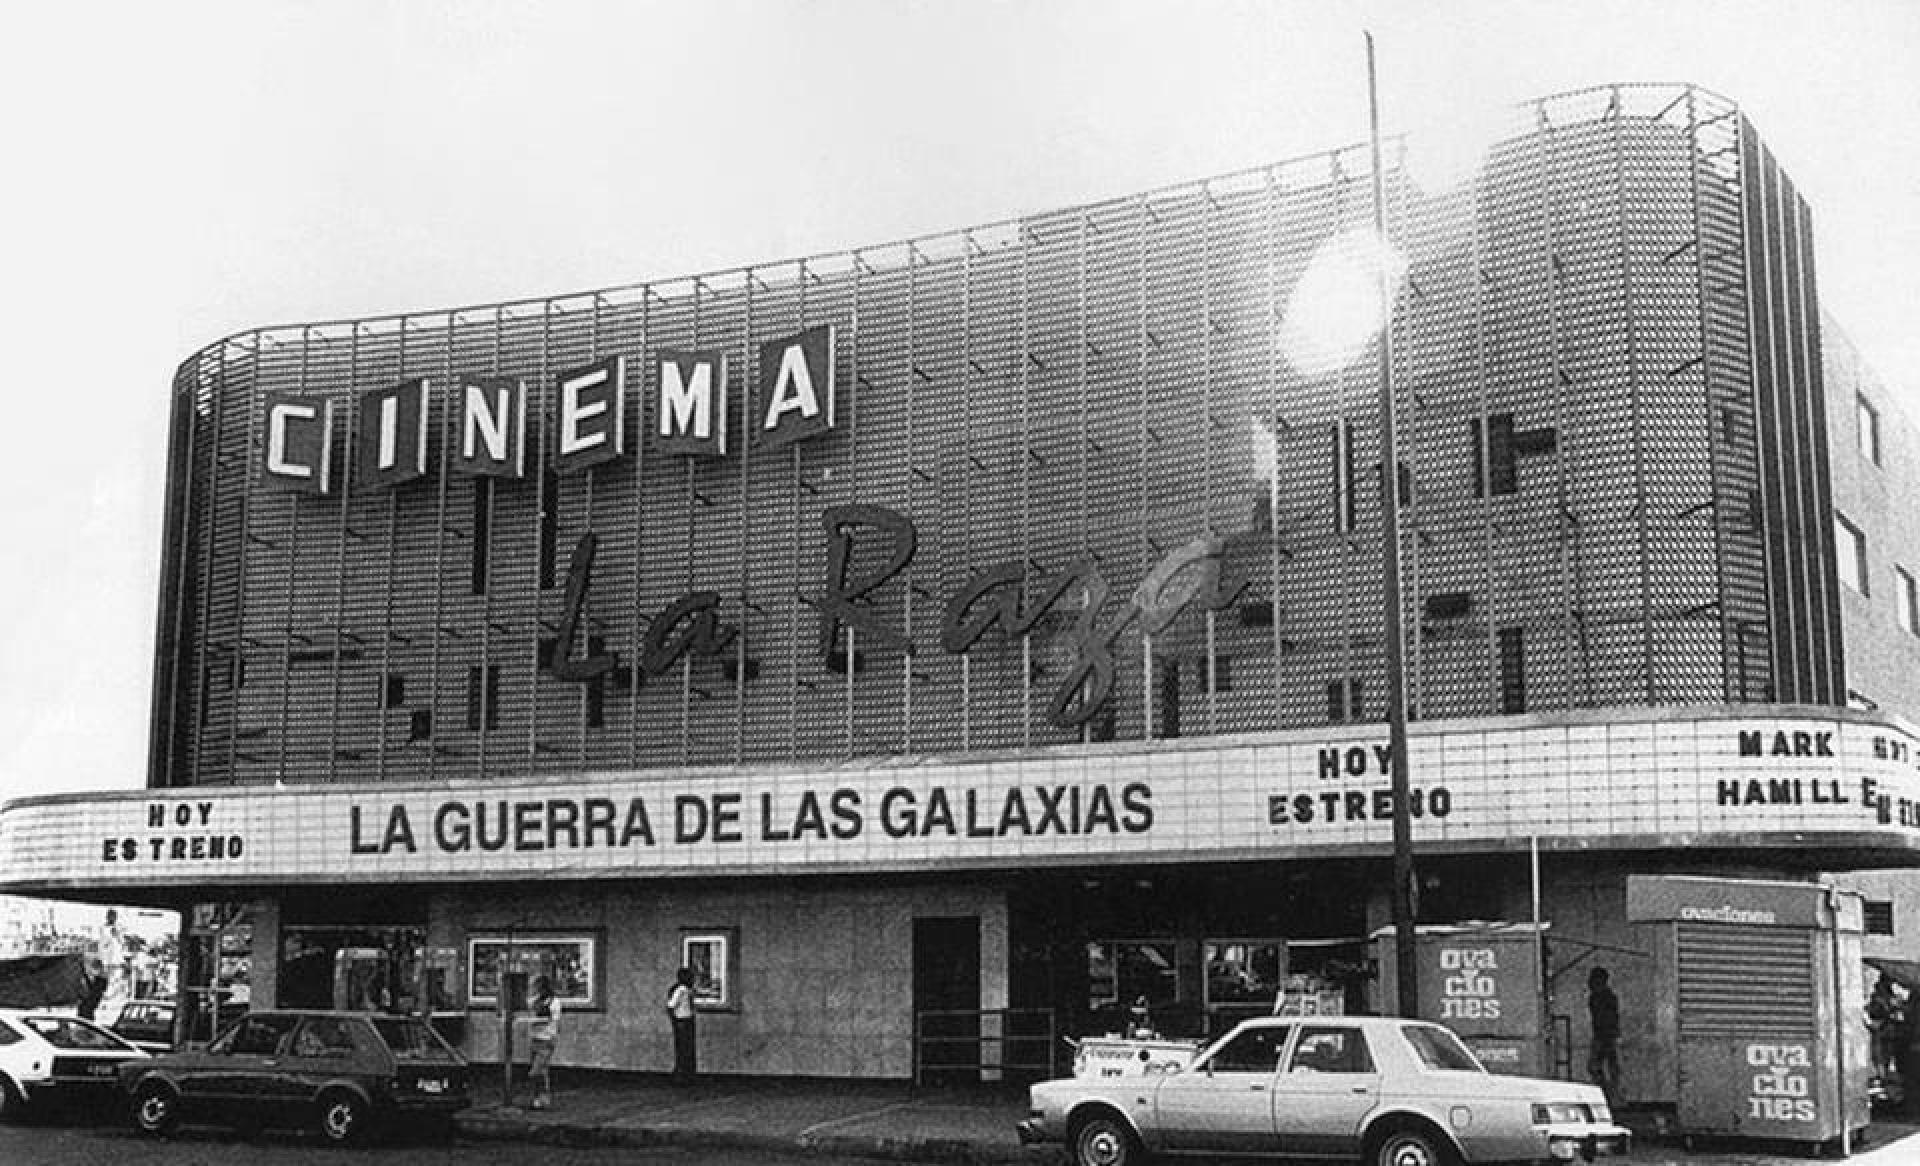 CINEMA
La Raza
HOY
ESTRENO
LA GUERRA DE LAS GALAXIAS
HOY
ESTRENO
MARK
HAMILL
ovaciones
ova
cio
nes
ova
cio
nes